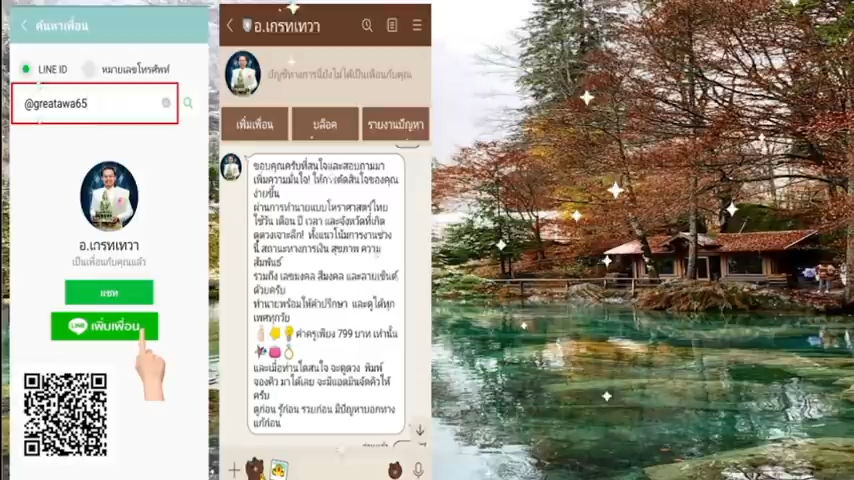 ค้นหาเพื่อน
LINE ID
หมายเลขโทรศัพท์
@greatawa65
อ.เกรทเทวา
เป็นเพื่อนกับคุณแล้ว
แชท
LINE เพิ่มเพื่อน
อ.เกรทเทวา
บัญชีทางการนี้ยังไม่ได้เป็นเพื่อนกับคุณ
เพิ่มเพื่อน
บล็อค
รายงานปัญหา
ขอบคุณครับที่สนใจและสอบถามมา
เพิ่มความมั่นใจ! ให้การตัดสินใจของคุณ
ง่ายขึ้น
ผ่านการทำนายแบบโหราศาสตร์ไทย
ใช้วัน เดือน ปี เวลา และจังหวัดที่เกิด
ดูดวงเจาะลึก! ทั้งแนวโน้มการงานช่วง
นี้ สถานะทางการเงิน สุขภาพ ความ
สัมพันธ์
รวมถึง เลขมงคล สีมงคล และลายเซ็นต์
ด้วยครับ
ทำนายพร้อมให้คำปรึกษา และดูได้ทุก
เพศทุกวัย
ค่าครูเพียง 799 บาท เท่านั้น
และเมื่อท่านใดสนใจ จะดูดวง พิมพ์
จองคิว มาได้เลย จะมีแอดมินจัดคิวให้
ครับ
ดูก่อน รู้ก่อน รวยก่อน มีปัญหาบอกทาง
แก้ก่อน